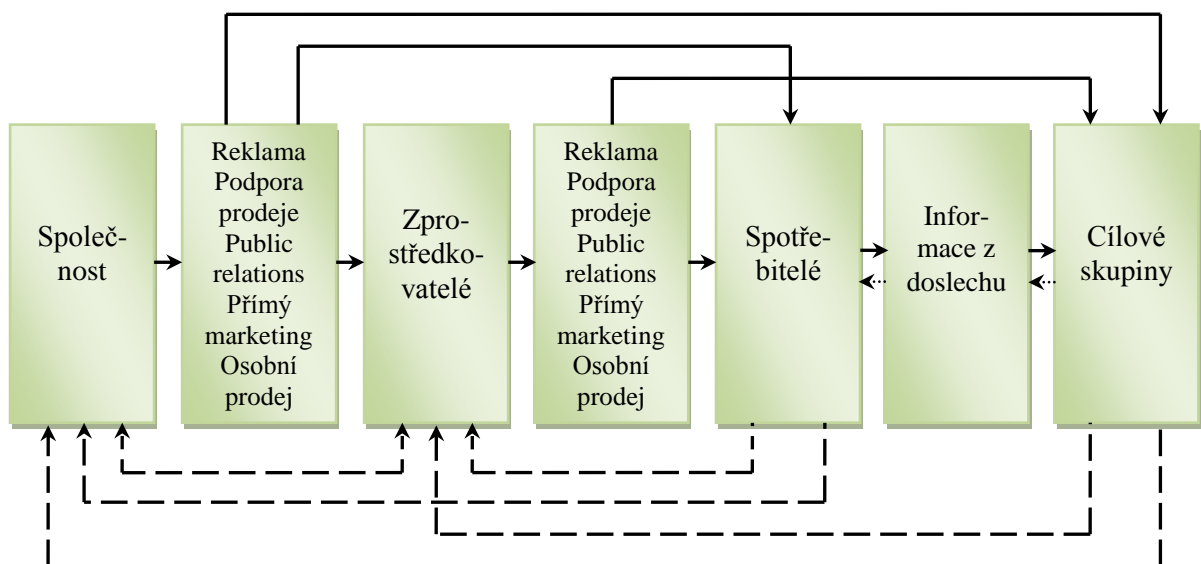 Společ-
nost
Reklama
Podpora
prodeje
Public
relations
Přímý
marketing
Osobní
prodej
Zpro-
středko-
vatelé
Reklama
Podpora
prodeje
Public
relations
Přímý
marketing
Osobní
prodej
Spotře-
bitelé
Infor-
mace z
doslechu
Cílové
skupiny